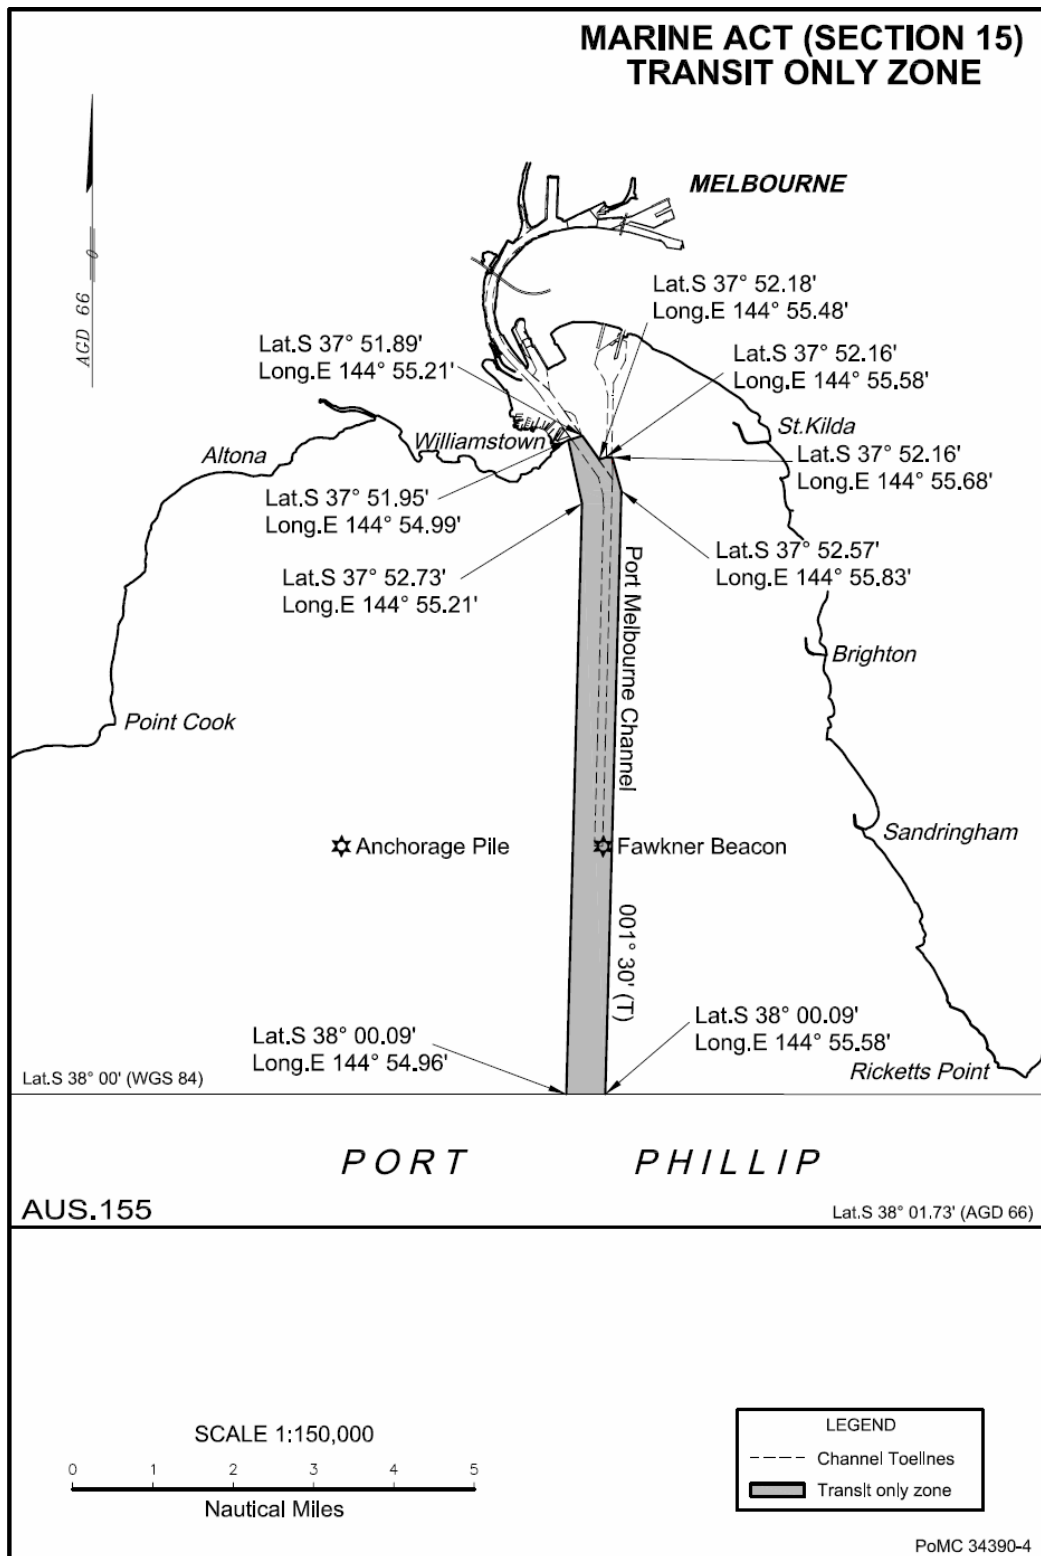 MARINE ACT (SECTION 15)
TRANSIT ONLY ZONE
AGD 66
0
MELBOURNE
Lat.S 37° 52.18'
Long.E 144° 55.48'
Lat.S 37° 51.89'
Long.E 144° 55.21'
Lat.S 37° 52.16'
Long.E 144° 55.58'
St.Kilda
Williamstown
Altona
Lat.S 37° 52.16'
Long.E 144° 55.68'
Lat.S 37° 51.95'
Long.E 144° 54.99'
Lat.S 37° 52.57'
Long.E 144° 55.83'
Lat.S 37° 52.73'
Long.E 144° 55.21'
Port Melbourne Channel
Brighton
Point Cook
Sandringham
Anchorage Pile
Fawkner Beacon
001° 30' (T)
Lat.S 38° 00.09'
Long.E 144° 54.96'
Lat.S 38° 00.09'
Long.E 144° 55.58'
Ricketts Point
Lat.S 38° 00' (WGS 84)
PORT PHILLIP
AUS.155
Lat.S 38° 01.73' (AGD 66)
SCALE 1:150,000
0 1 2 3 4 5
Nautical Miles
LEGEND
Channel Toelines
Transit only zone
PoMC 34390-4